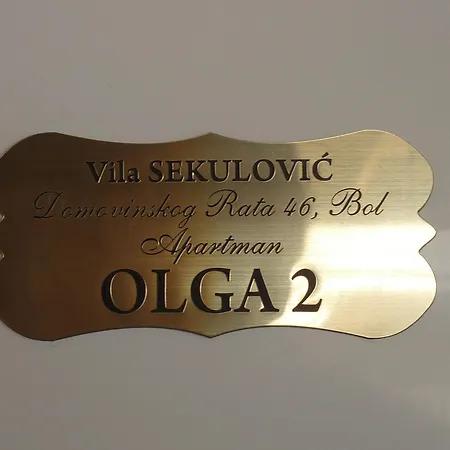 Vila SEKULOVIĆ
Domovinskog Rata 46, Bol
Apartman
OLGA 2